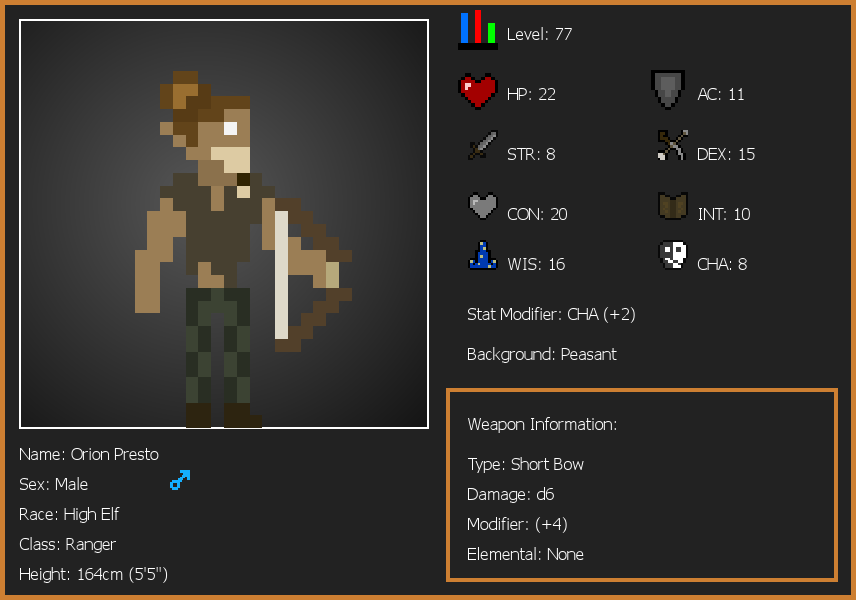 Level: 77
HP: 22
AC: 11
STR: 8
DEX: 15
CON: 20
INT: 10
WIS: 16
CHA: 8
Stat Modifier: CHA (+2)
Background: Peasant
Weapon Information:
Type: Short Bow
Damage: d6
Modifier: (+4)
Elemental: None
Name: Orion Presto
Sex: Male
Race: High Elf
Class: Ranger
Height: 164cm (5'5")